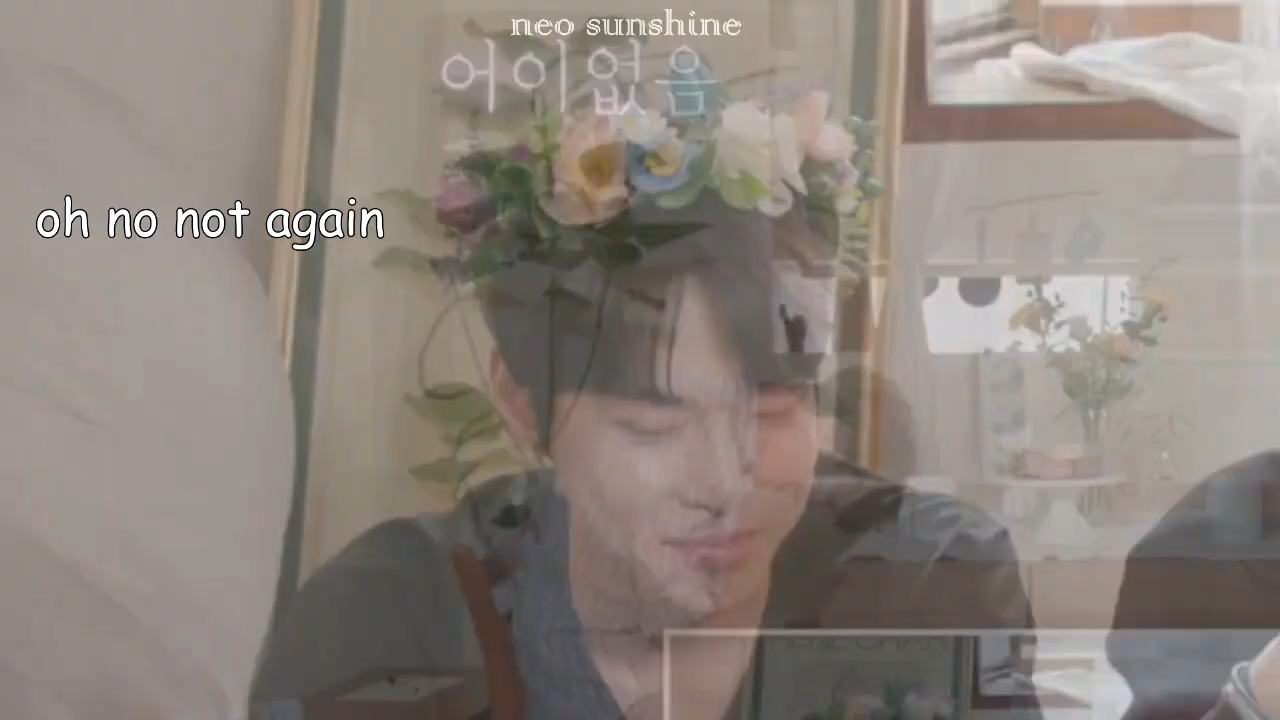 neo sunshine
어이없음
oh no not again